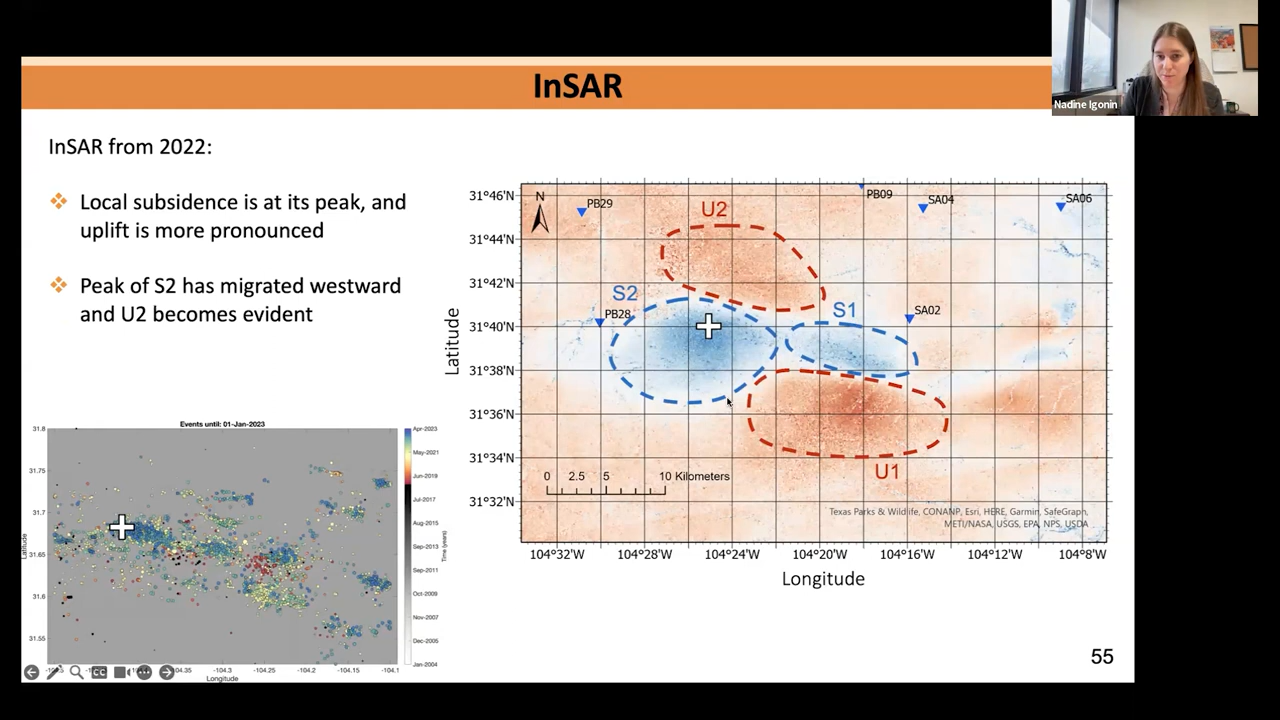 InSAR
Nadine Igonin
InSAR from 2022:
Local subsidence is at its peak, and
uplift is more pronounced
Peak of S2 has migrated westward
and U2 becomes evident
Latitude
31°46'N
31°44'N
31°42'N
31°40'N
31°38'N
31°36'N
31°34'N
31°32'N
N
PB29
PB09
SA04
SA06
U2
S2
PB28
S1
SA02
U1
0 2.5 5 10 Kilometers
Texas Parks & Wildlife, CONANP, Esri, HERE, Garmin, SafeGraph,
METI/NASA, USGS, EPA, NPS, USDA
104°32'W 104°28'W 104°24'W 104°20'W 104°16'W 104°12'W 104°8'W
Longitude
Events until: 01-Jan-2023
Latitude
31.8
31.75
31.7
31.65
31.6
31.55
Apr-2023
May-2021
Jun-2019
Jul-2017
Aug-2015
Sep-2013
Sep-2011
Oct-2009
Nov-2007
Dec-2005
Jan-2004
Time (years)
-104.3 -104.25 -104.2 -104.15 -104.1
Longitude
CC
55